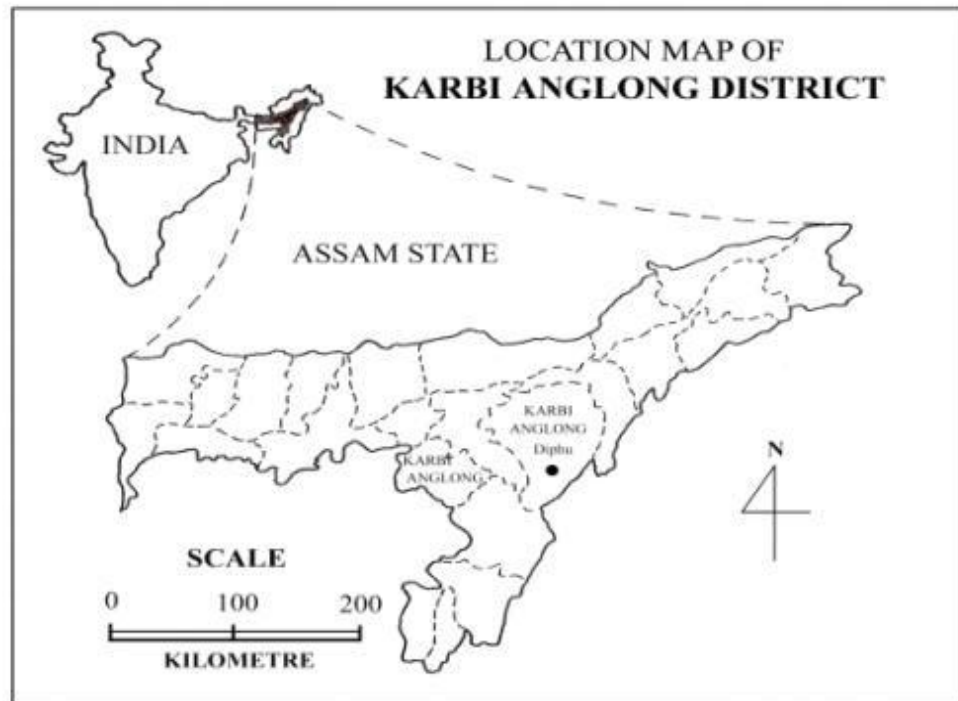 LOCATION MAP OF
KARBI ANGLONG DISTRICT
INDIA
ASSAM STATE
KARBI
ANGLONG
Diphu
KARBI
ANGLONG
N
SCALE
0 100 200
KILOMETRE